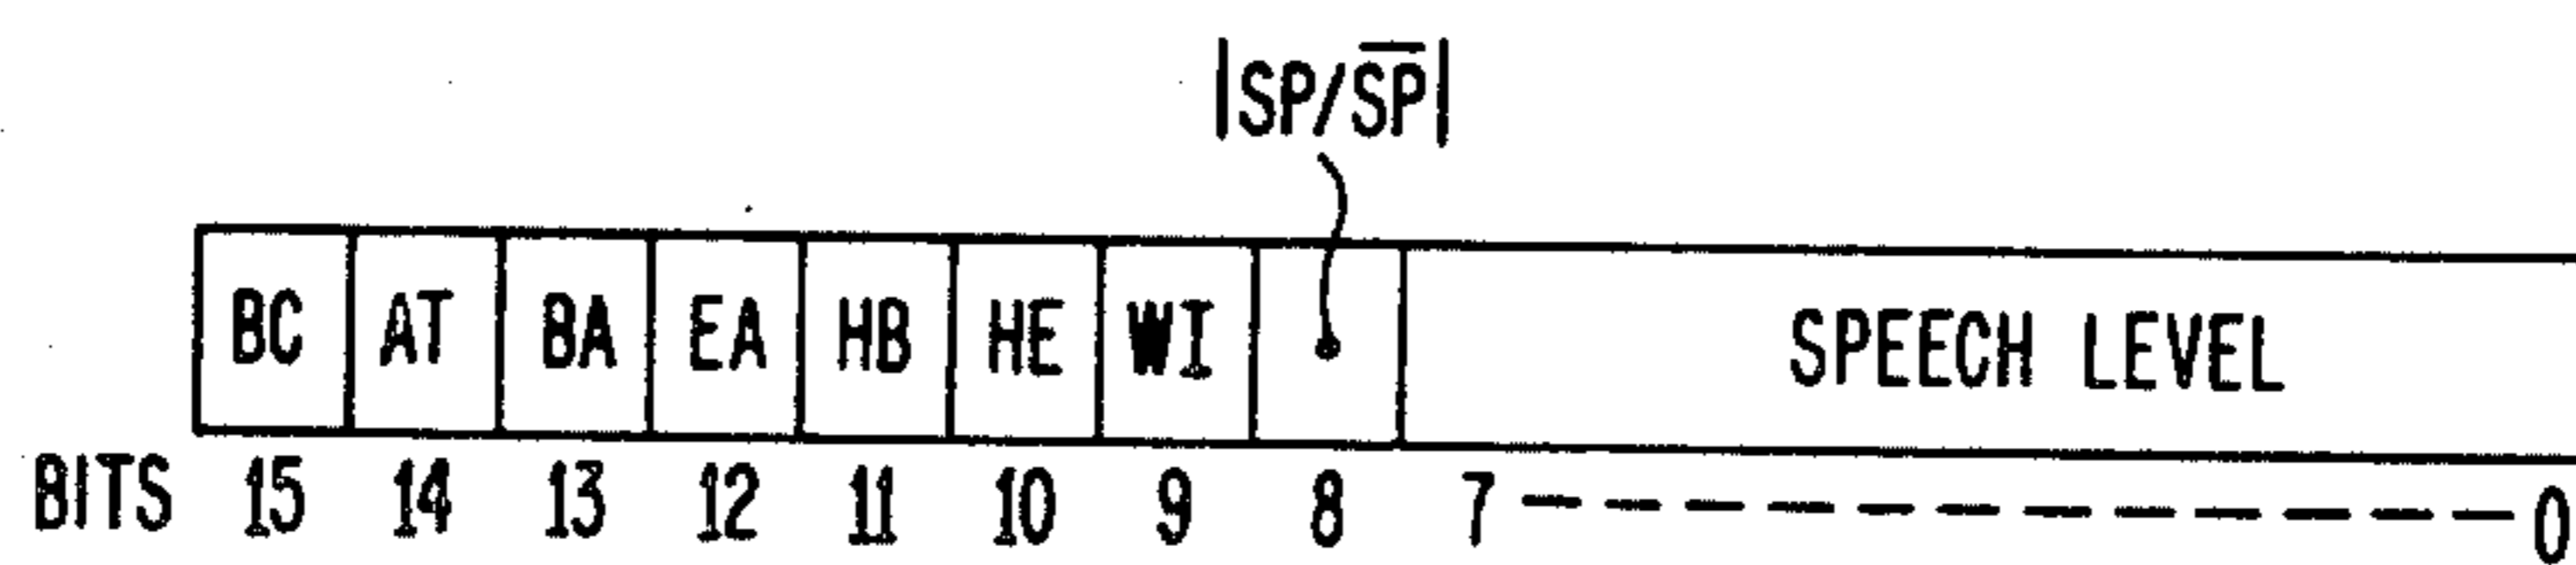 |SP/S̅P̅|
BC AT BA EA HB HE WI SPEECH LEVEL
BITS 15 14 13 12 11 10 9 8 7 ------------ 0